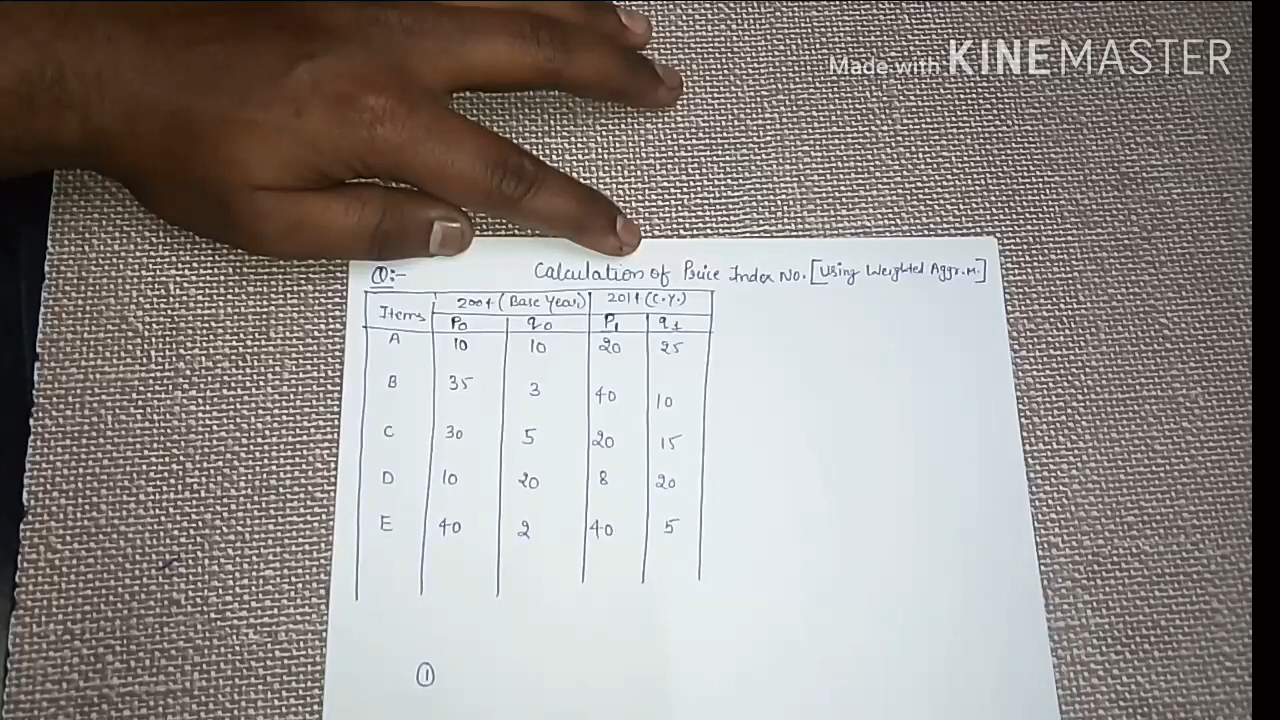 Made with KINEMASTER
Q:- Calculation of Price Index No. [Using Weighted Aggr. M.]
Items 2004 (Base Year) 2014 (C.Y.)
P0 q0 P1 q1
A 10 10 20 25
B 35 3 40 10
C 30 5 20 15
D 10 20 8 20
E 40 2 40 5
①